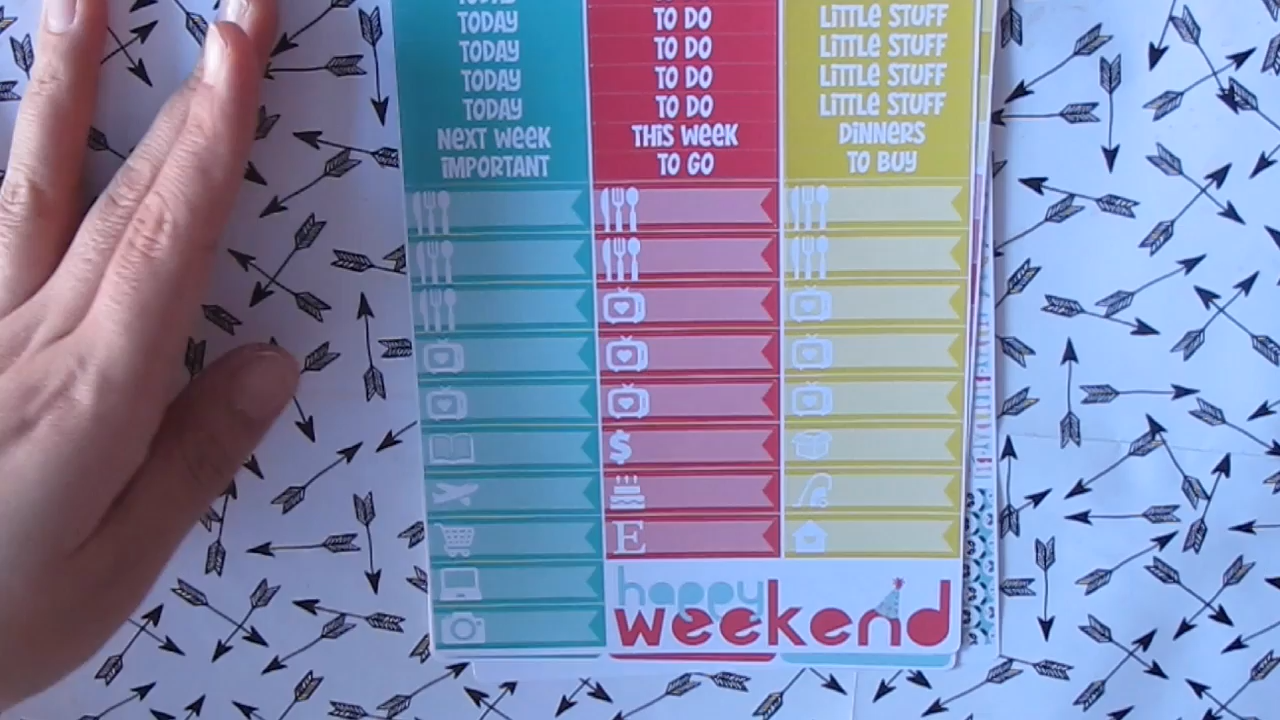 TODAY
TODAY
TODAY
TODAY
TODAY
NEXT WEEK
IMPORTANT
TO DO
TO DO
TO DO
TO DO
THIS WEEK
TO GO
LITTLE STUFF
LITTLE STUFF
LITTLE STUFF
LITTLE STUFF
DINNERS
TO BUY
$
E
happy
weekend